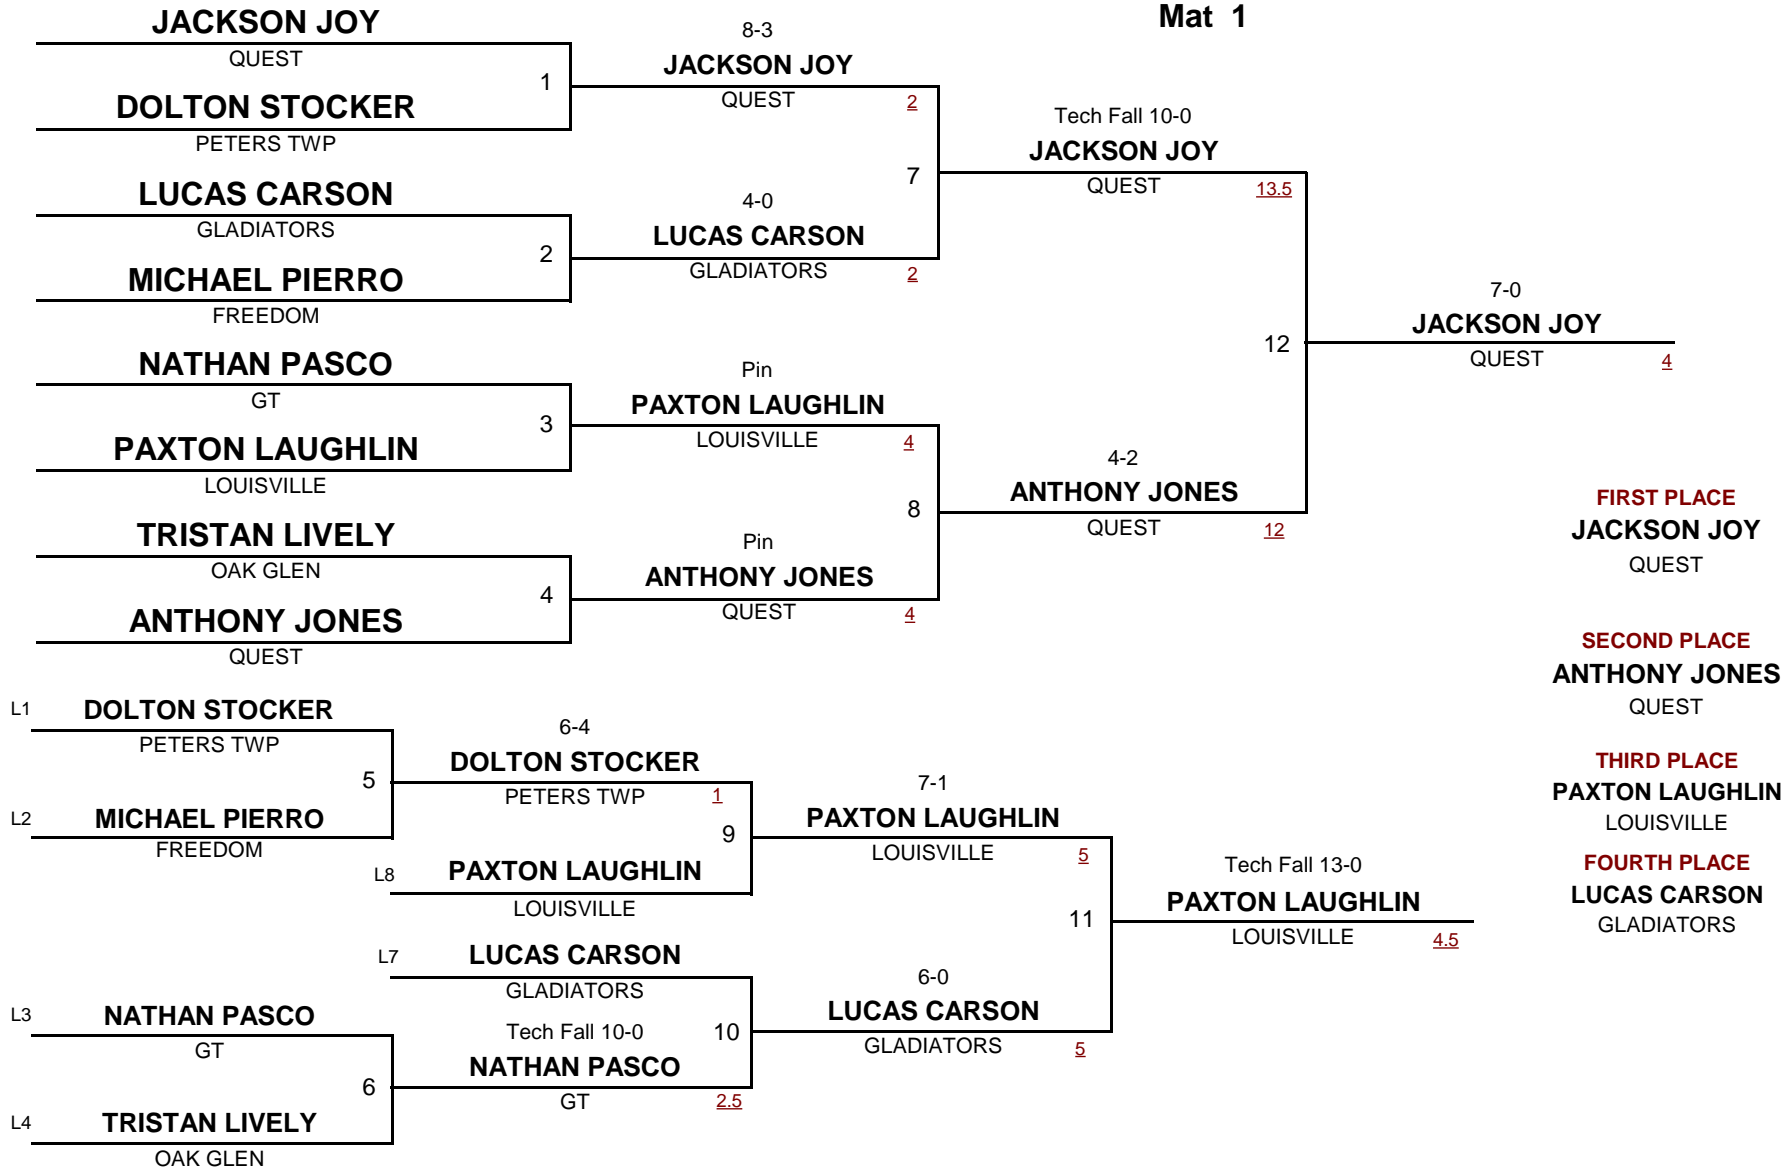 Mat 1
JACKSON JOY
QUEST
1
DOLTON STOCKER
PETERS TWP
LUCAS CARSON
GLADIATORS
2
MICHAEL PIERRO
FREEDOM
NATHAN PASCO
GT
3
PAXTON LAUGHLIN
LOUISVILLE
TRISTAN LIVELY
OAK GLEN
4
ANTHONY JONES
QUEST
8-3
JACKSON JOY
QUEST 2
7
4-0
LUCAS CARSON
GLADIATORS 2
Pin
PAXTON LAUGHLIN
LOUISVILLE 4
8
Pin
ANTHONY JONES
QUEST 4
Tech Fall 10-0
JACKSON JOY
QUEST 13.5
12
4-2
ANTHONY JONES
QUEST 12
7-0
JACKSON JOY
QUEST 4
FIRST PLACE
JACKSON JOY
QUEST
SECOND PLACE
ANTHONY JONES
QUEST
THIRD PLACE
PAXTON LAUGHLIN
LOUISVILLE
FOURTH PLACE
LUCAS CARSON
GLADIATORS
L1 DOLTON STOCKER
PETERS TWP
5
L2 MICHAEL PIERRO
FREEDOM
6-4
DOLTON STOCKER
PETERS TWP 1
9
L8 PAXTON LAUGHLIN
LOUISVILLE
L7 LUCAS CARSON
GLADIATORS
10
Tech Fall 10-0
NATHAN PASCO
GT 2.5
L3 NATHAN PASCO
GT
6
L4 TRISTAN LIVELY
OAK GLEN
7-1
PAXTON LAUGHLIN
LOUISVILLE 5
11
6-0
LUCAS CARSON
GLADIATORS 5
Tech Fall 13-0
PAXTON LAUGHLIN
LOUISVILLE 4.5